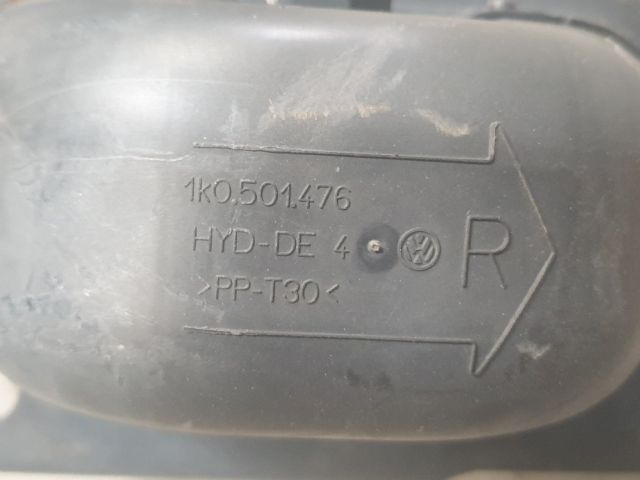 1K0.501.476
HYD-DE 4
R
>PP-T30<